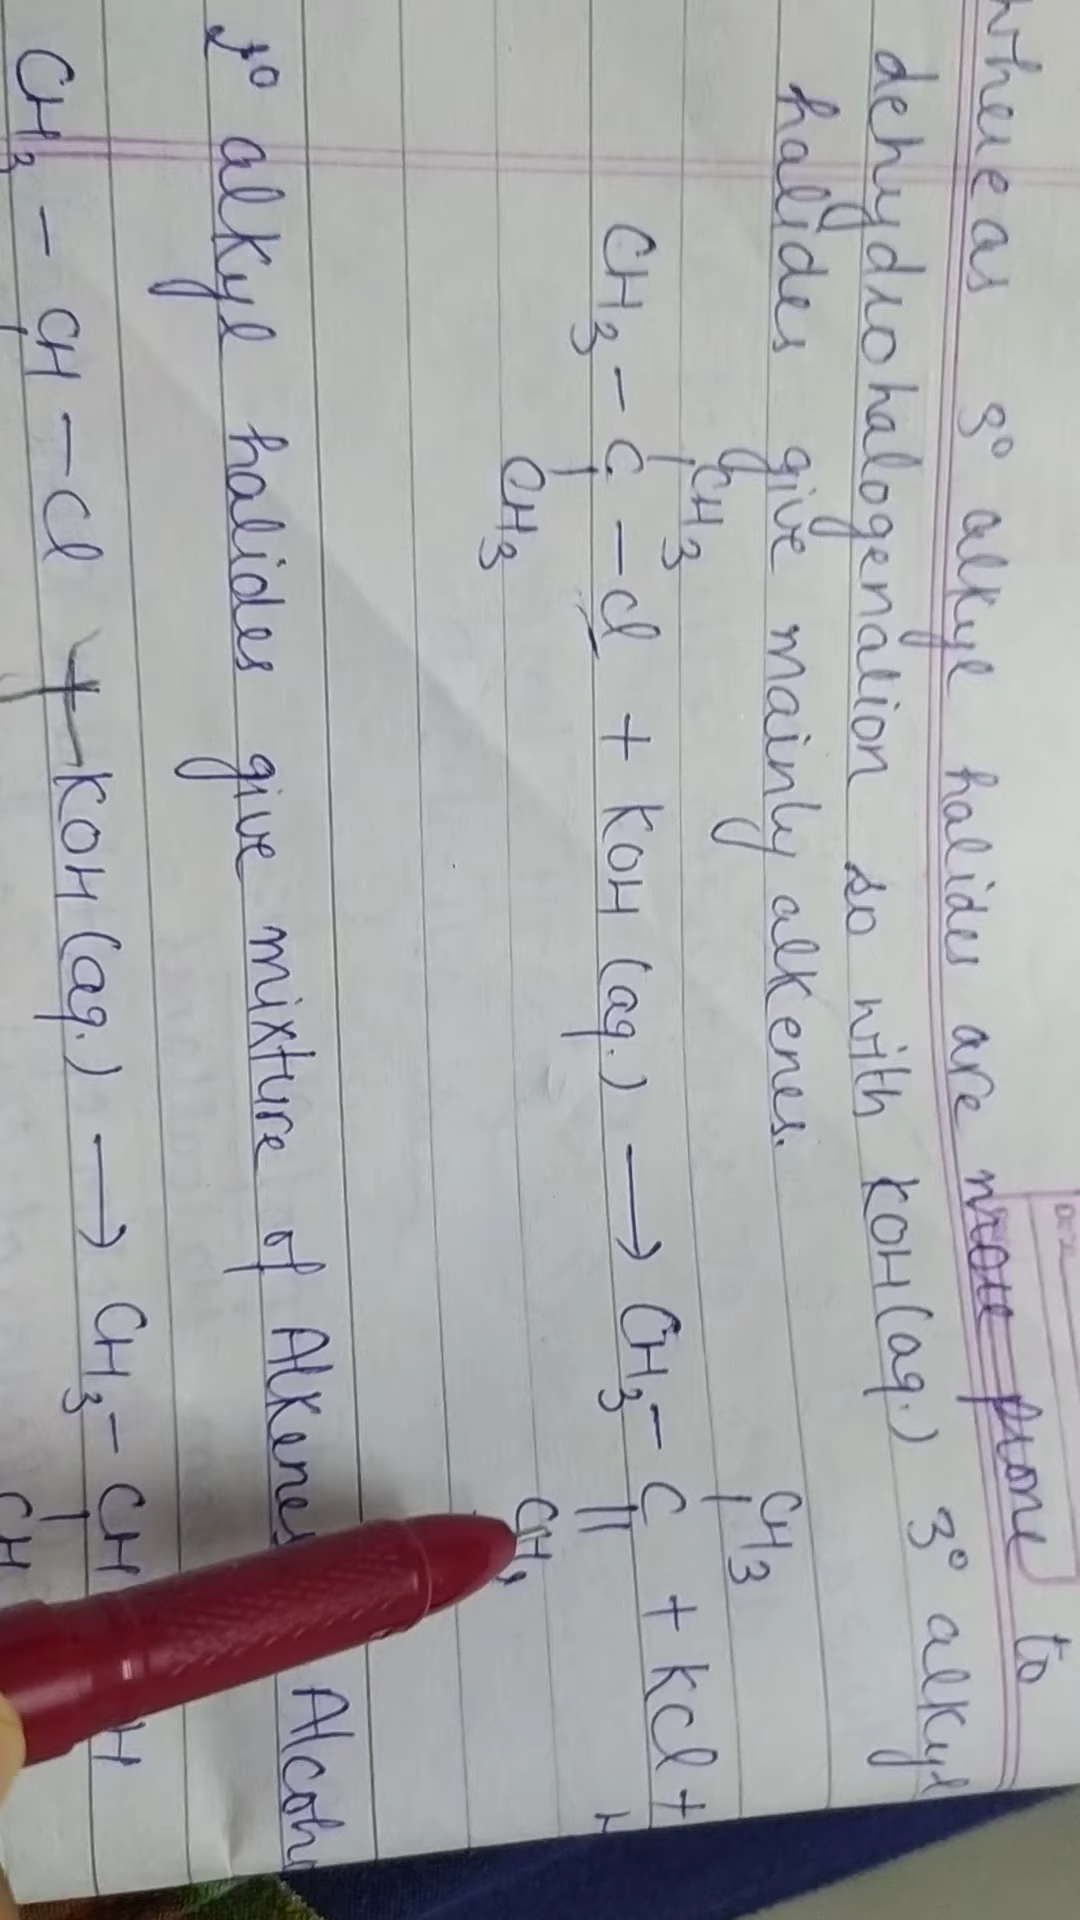 whereas 3° alkyl halides are more prone to
dehydrohalogenation so with KOH(aq.) 3° alkyl
halides give mainly alkenes.
CH3 CH3
CH3 - C - Cl + KOH (aq.) → CH3 - C + KCl +
CH3 CH2
2° alkyl halides give mixture of Alkenes
CH3 - CH - Cl + KOH (aq.) → CH3 - CH
CH